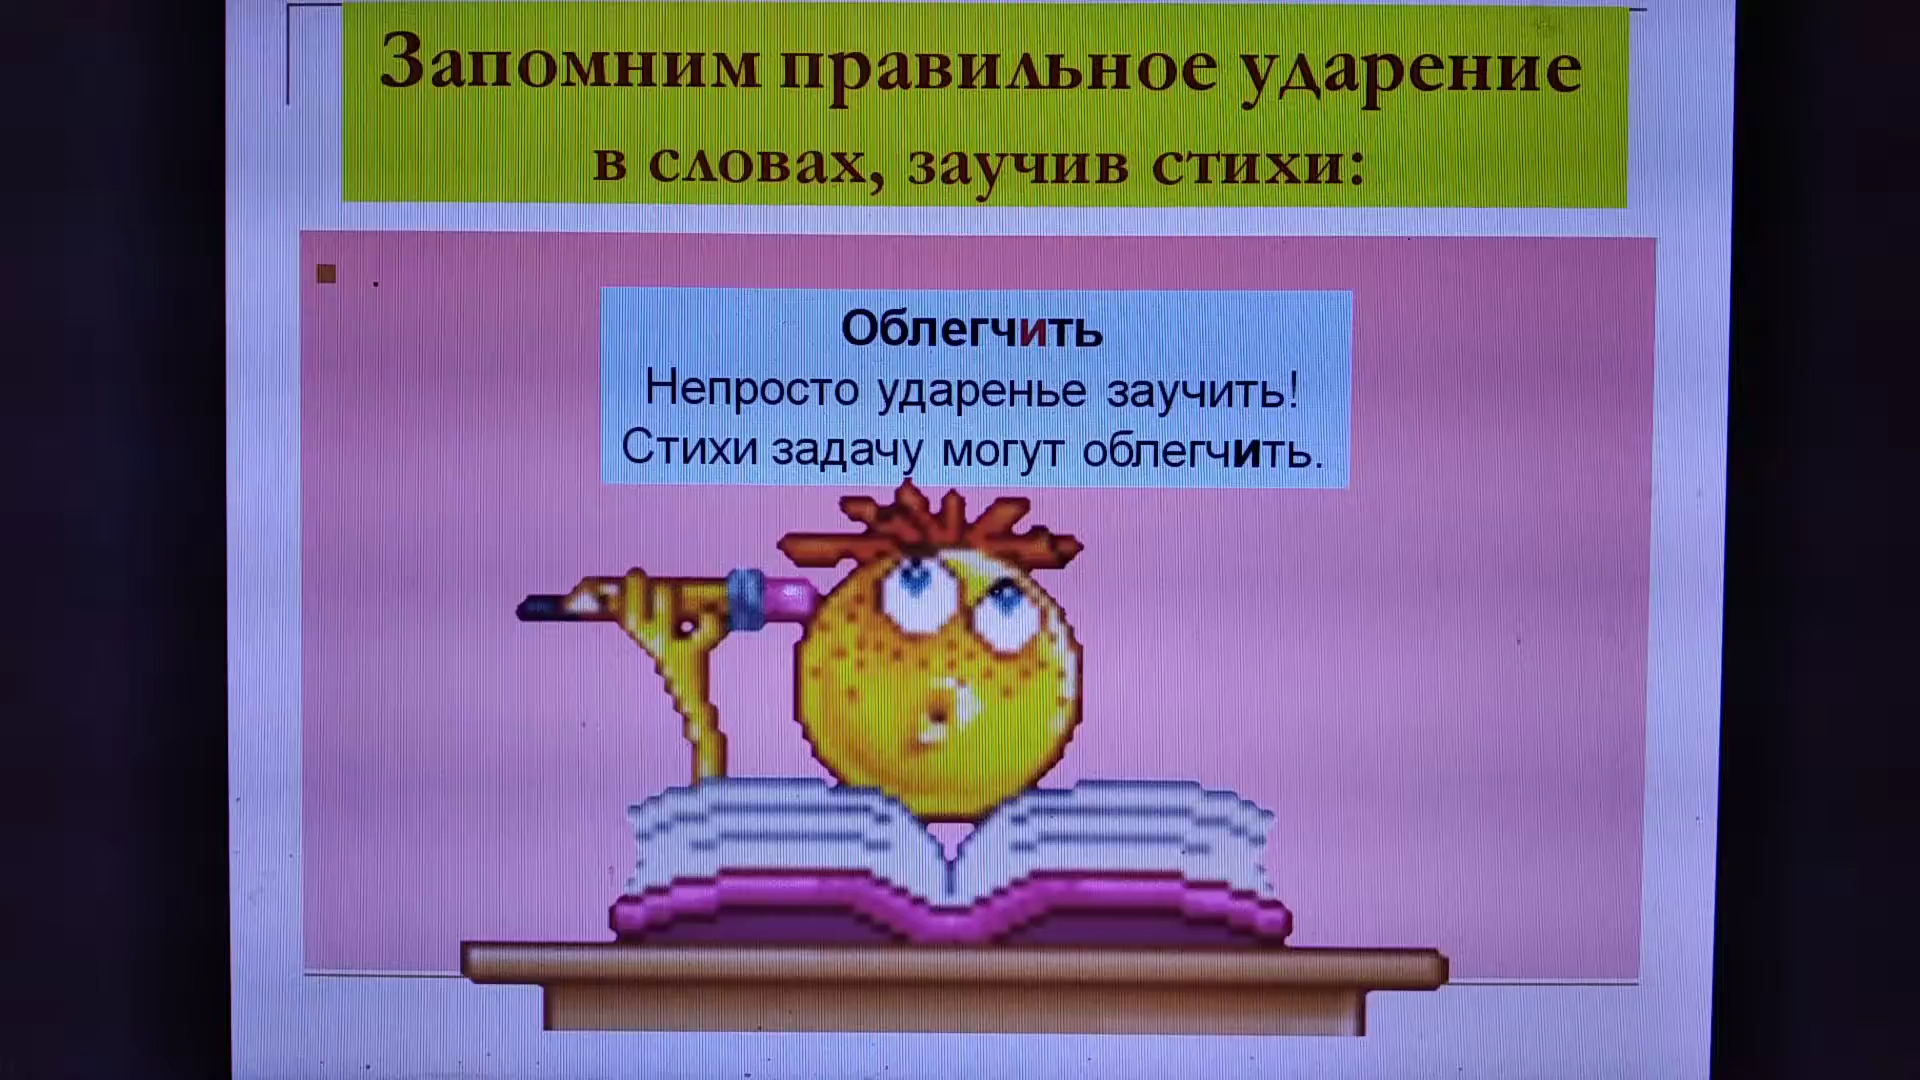 Запомним правильное ударение
в словах, заучив стихи:
.
Облегчить
Непросто ударенье заучить!
Стихи задачу могут облегчить.